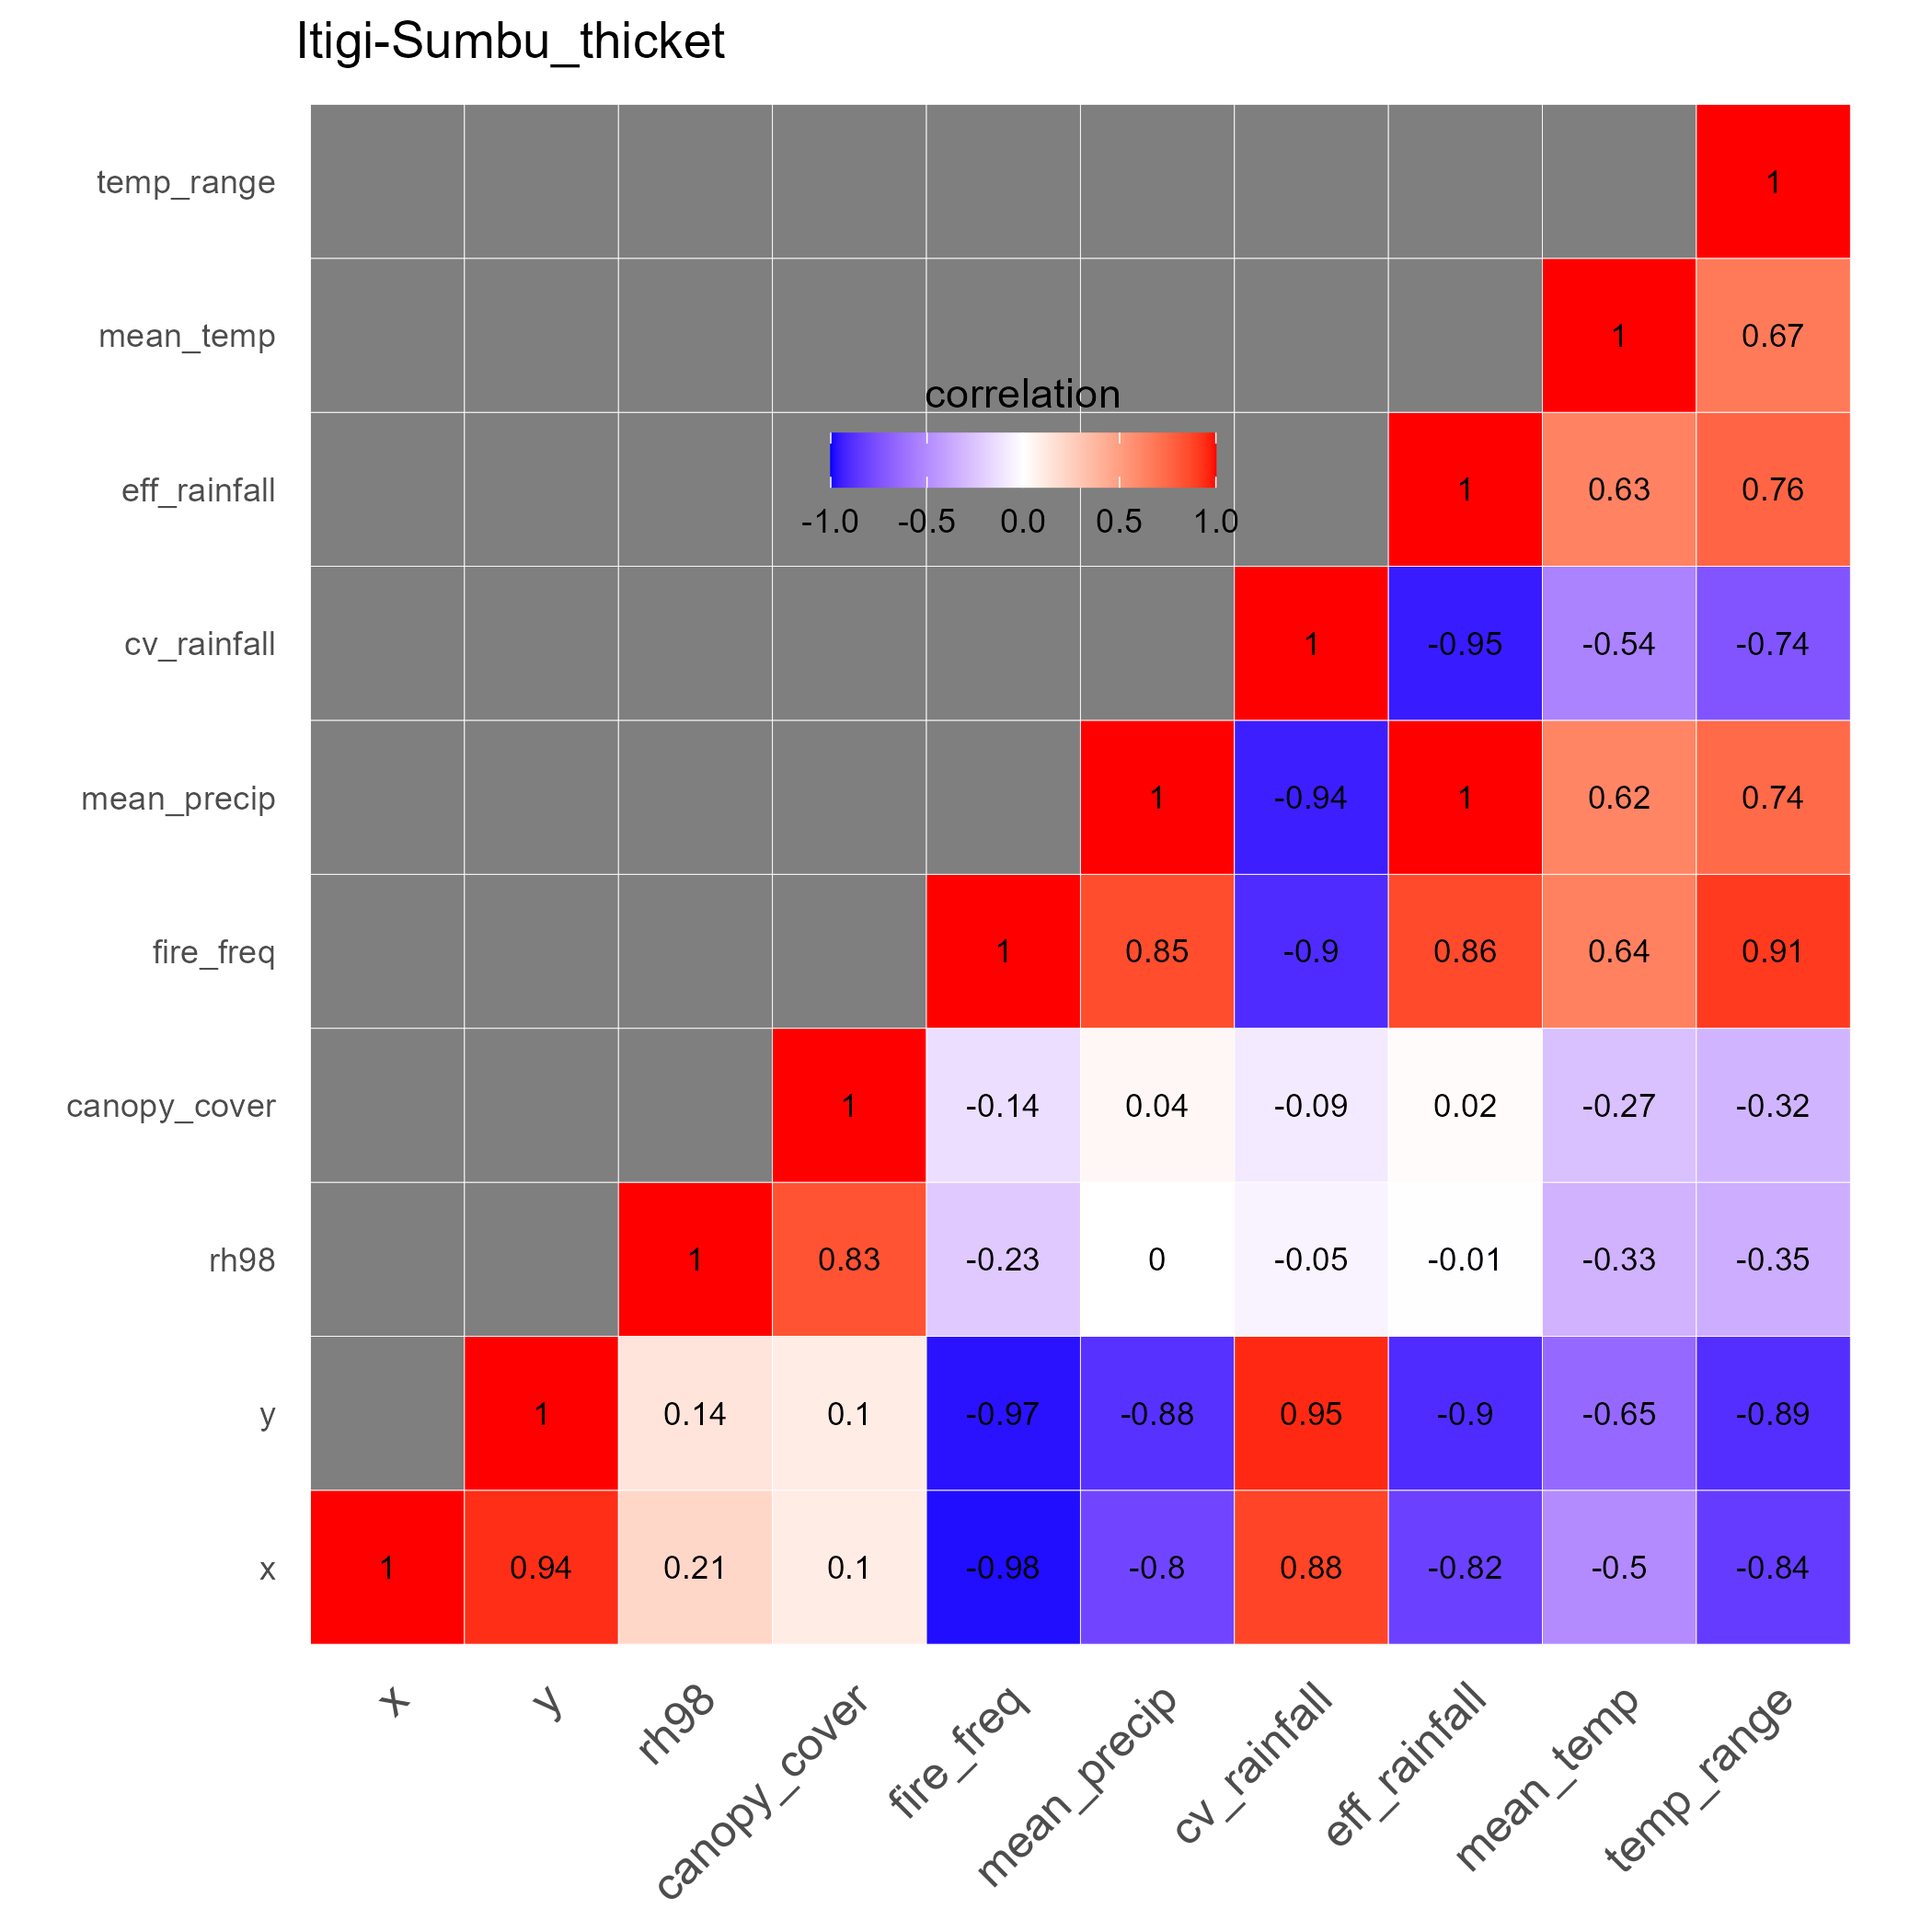 Itigi-Sumbu_thicket
temp_range 1
mean_temp 1 0.67
correlation
-1.0 -0.5 0.0 0.5 1.0
eff_rainfall 1 0.63 0.76
cv_rainfall 1 -0.95 -0.54 -0.74
mean_precip 1 -0.94 1 0.62 0.74
fire_freq 1 0.85 -0.9 0.86 0.64 0.91
canopy_cover 1 -0.14 0.04 -0.09 0.02 -0.27 -0.32
rh98 1 0.83 -0.23 0 -0.05 -0.01 -0.33 -0.35
y 1 0.14 0.1 -0.97 -0.88 0.95 -0.9 -0.65 -0.89
x 1 0.94 0.21 0.1 -0.98 -0.8 0.88 -0.82 -0.5 -0.84
x y rh98 canopy_cover fire_freq mean_precip cv_rainfall eff_rainfall mean_temp temp_range